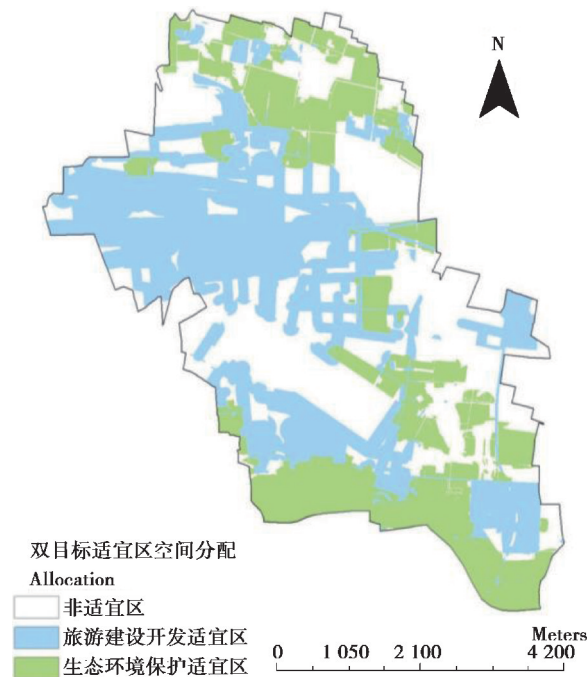 N
双目标适宜区空间分配
Allocation
非适宜区
旅游建设开发适宜区
生态环境保护适宜区
Meters
0 1 050 2 100 4 200